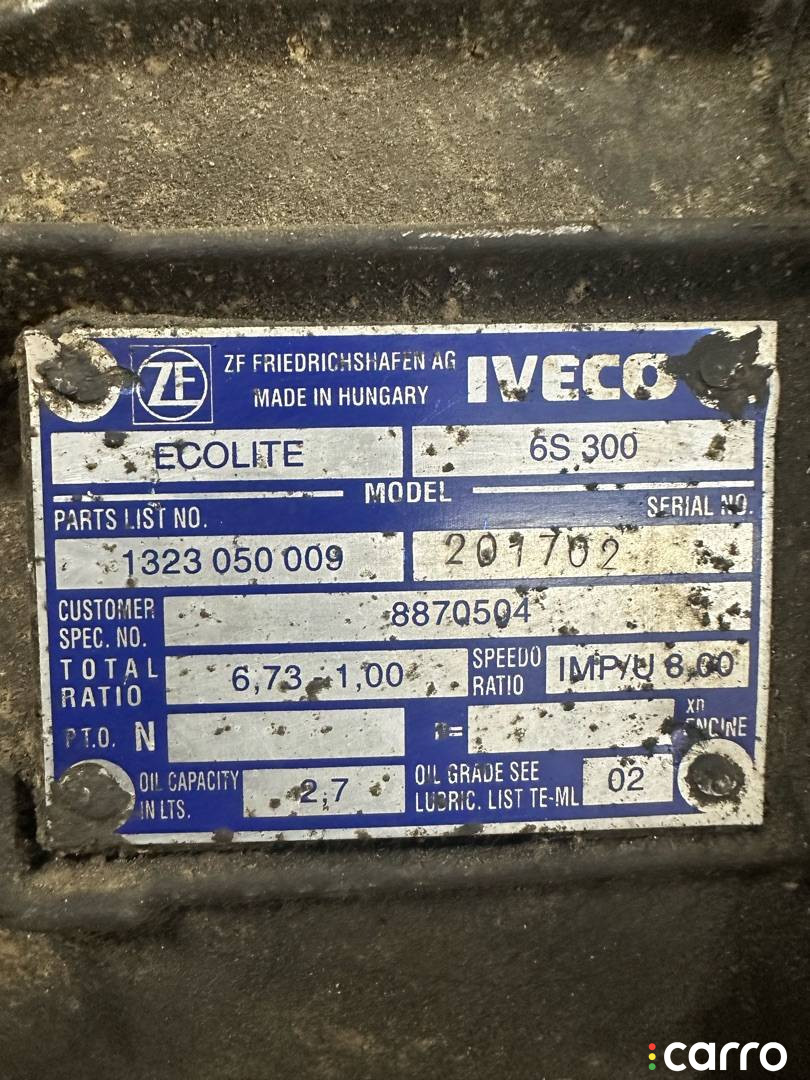 ZF
ZF FRIEDRICHSHAFEN AG
MADE IN HUNGARY
IVECO
ECOLITE
6S 300
MODEL
PARTS LIST NO.
SERIAL NO.
1323 050 009
201702
CUSTOMER
SPEC. NO.
8870504
TOTAL
RATIO
6,73 - 1,00
SPEEDO
RATIO
IMP/U 8,00
P.T.O. N
n=
xn
ENGINE
OIL CAPACITY
IN LTS.
2,7
OIL GRADE SEE
LUBRIC. LIST TE-ML
02
carro